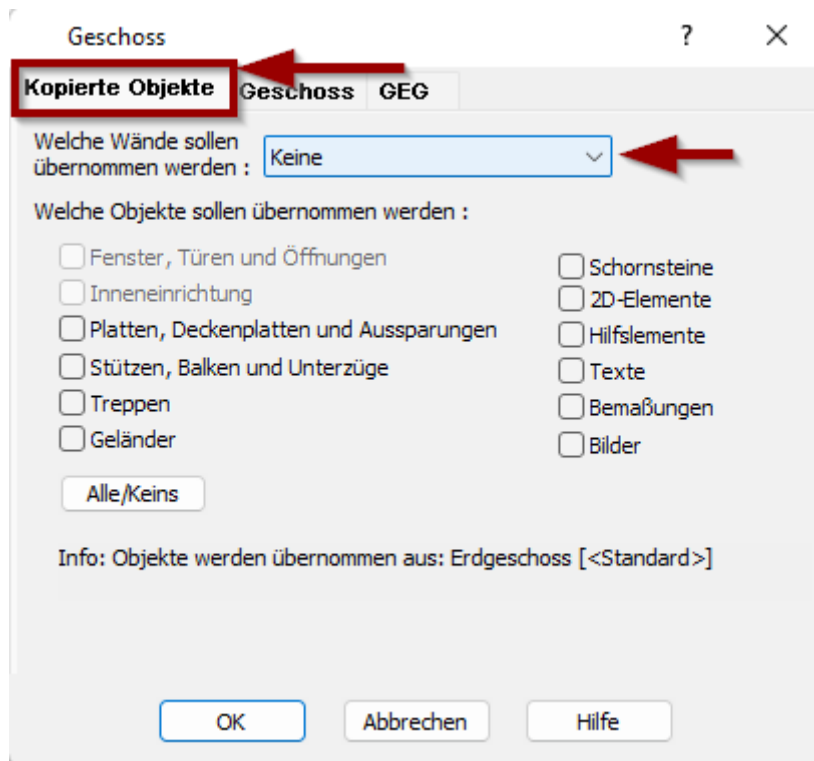 Geschoss ? ×
Kopierte Objekte Geschoss GEG
Welche Wände sollen
übernommen werden : Keine
Welche Objekte sollen übernommen werden :
Fenster, Türen und Öffnungen
Inneneinrichtung
Platten, Deckenplatten und Aussparungen
Stützen, Balken und Unterzüge
Treppen
Geländer
Schornsteine
2D-Elemente
Hilfslemente
Texte
Bemaßungen
Bilder
Alle/Keins
Info: Objekte werden übernommen aus: Erdgeschoss [<Standard>]
OK Abbrechen Hilfe